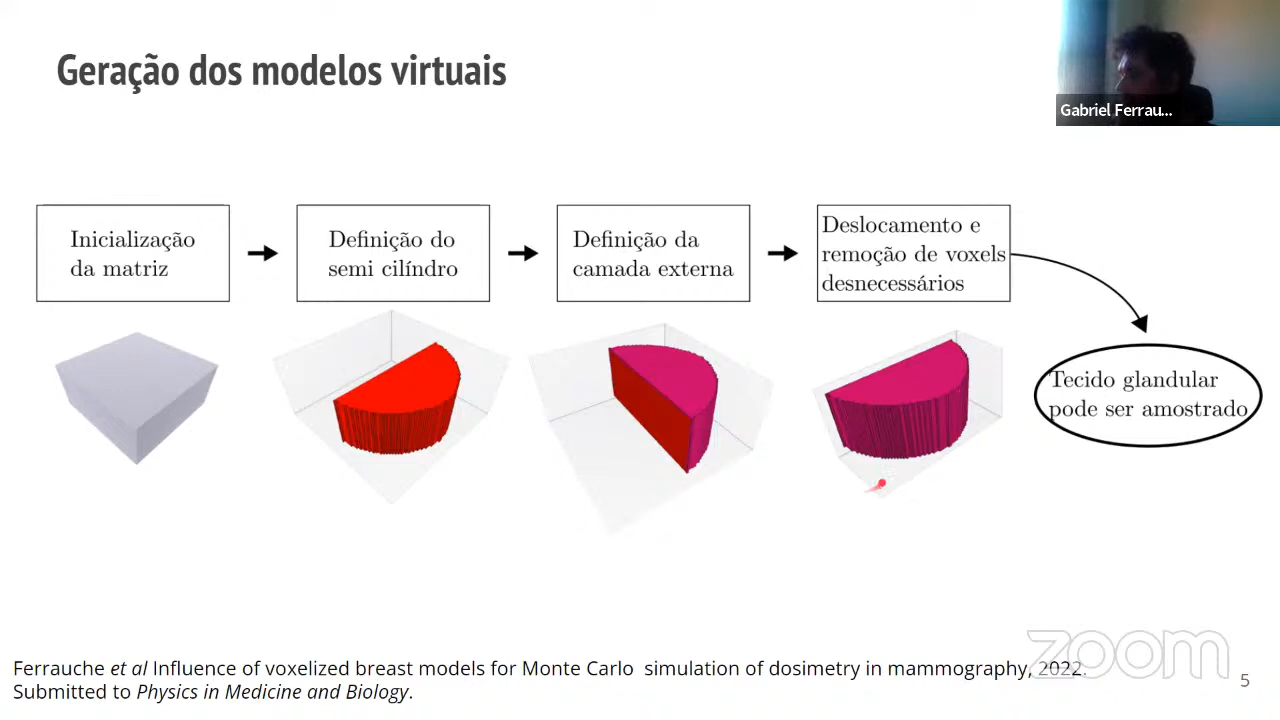 Geração dos modelos virtuais
Gabriel Ferrau...
Inicialização
da matriz
Definição do
semi cilíndro
Definição da
camada externa
Deslocamento e
remoção de voxels
desnecessários
Tecido glandular
pode ser amostrado
Ferrauche et al Influence of voxelized breast models for Monte Carlo simulation of dosimetry in mammography, 2022.
Submitted to Physics in Medicine and Biology.
zoom
5